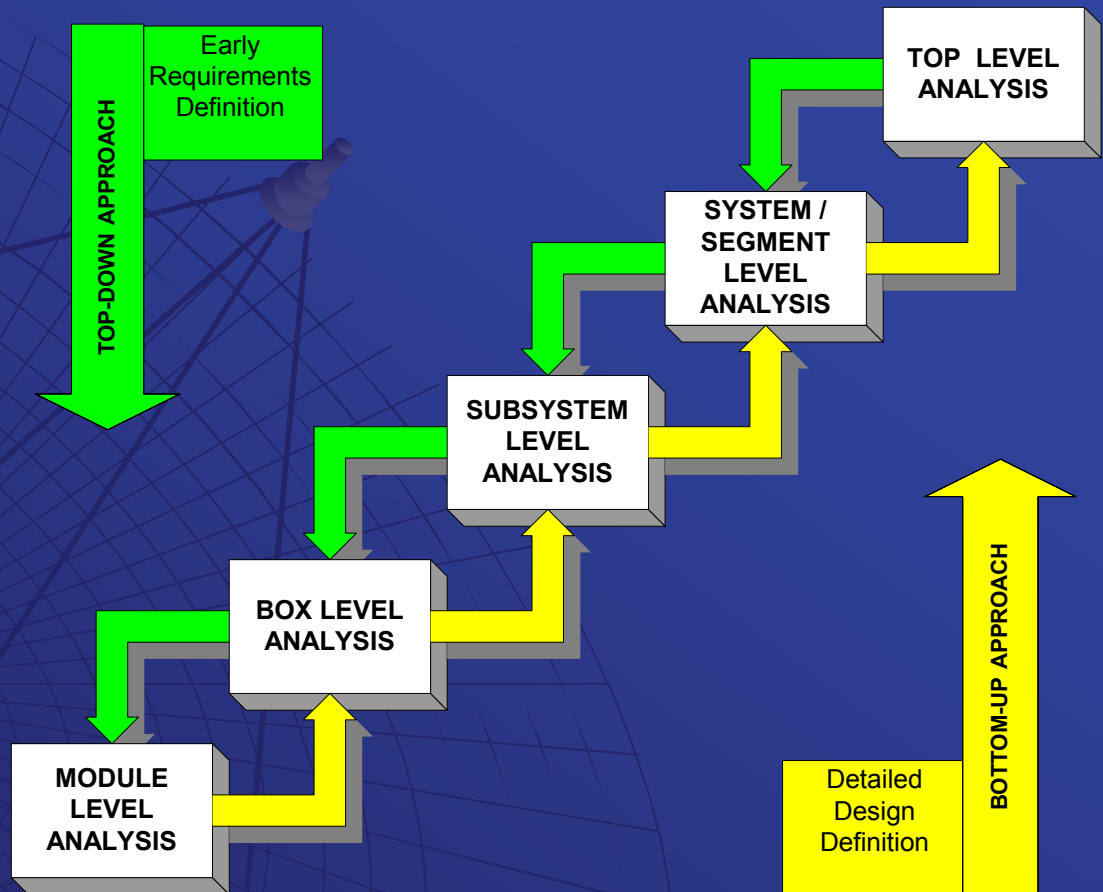 Early
Requirements
Definition
TOP-DOWN APPROACH
TOP LEVEL
ANALYSIS
SYSTEM /
SEGMENT
LEVEL
ANALYSIS
SUBSYSTEM
LEVEL
ANALYSIS
BOX LEVEL
ANALYSIS
MODULE
LEVEL
ANALYSIS
BOTTOM-UP APPROACH
Detailed
Design
Definition